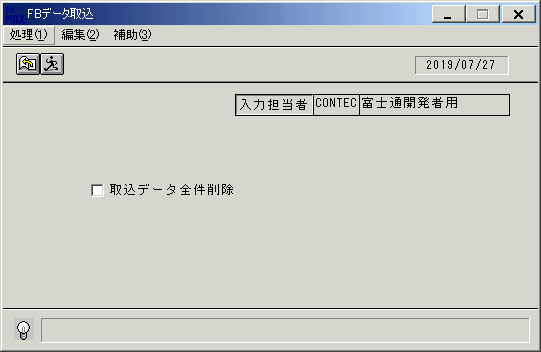 FBデータ取込
処理(1) 編集(2) 補助(3)
2019/07/27
入力担当者 CONTEC 富士通開発者用
取込データ全件削除